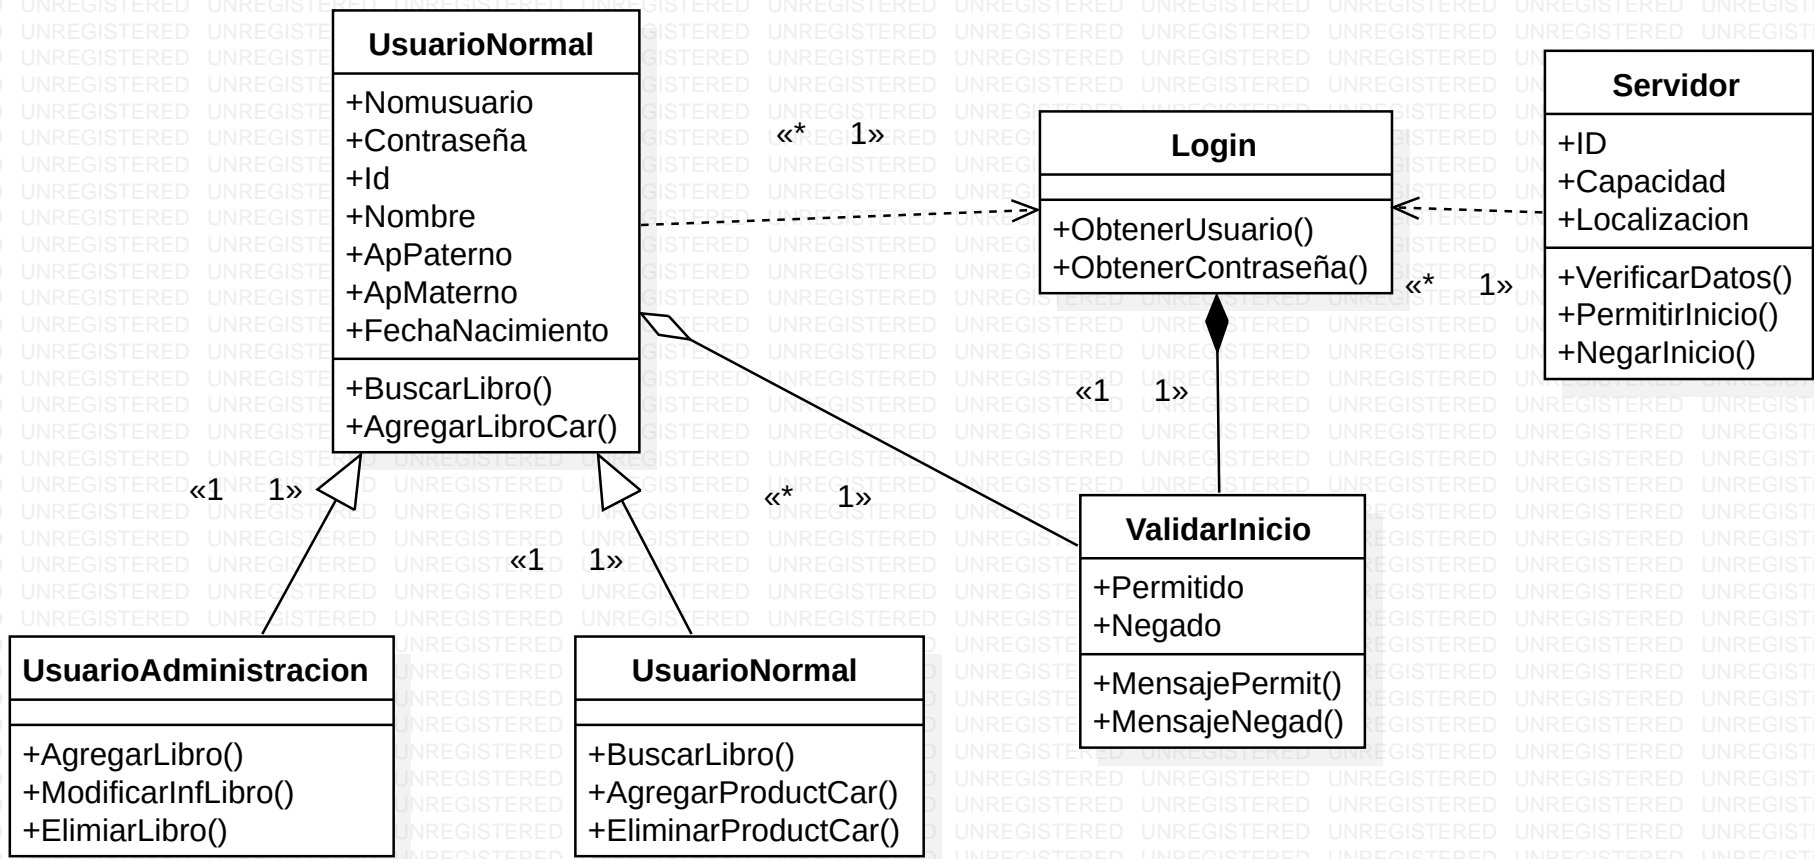 UsuarioNormal
+Nomusuario
+Contraseña
+Id
+Nombre
+ApPaterno
+ApMaterno
+FechaNacimiento
+BuscarLibro()
+AgregarLibroCar()
«* 1»
Login
+ObtenerUsuario()
+ObtenerContraseña()
Servidor
+ID
+Capacidad
+Localizacion
+VerificarDatos()
+PermitirInicio()
+NegarInicio()
«* 1»
«1 1»
«1 1»
«1 1»
«* 1»
ValidarInicio
+Permitido
+Negado
+MensajePermit()
+MensajeNegad()
UsuarioAdministracion
+AgregarLibro()
+ModificarInfLibro()
+ElimiarLibro()
UsuarioNormal
+BuscarLibro()
+AgregarProductCar()
+EliminarProductCar()
UNREGISTERED